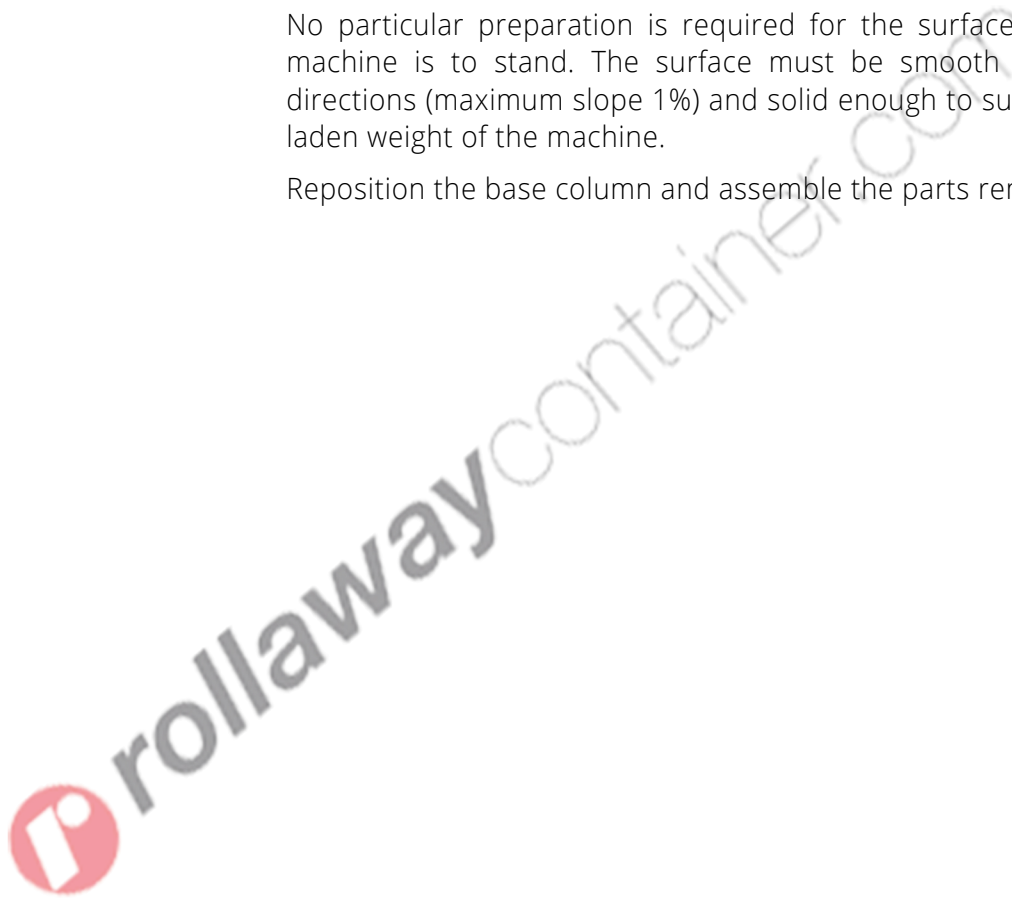 No particular preparation is required for the surface
machine is to stand. The surface must be smooth
directions (maximum slope 1%) and solid enough to su
laden weight of the machine.
Reposition the base column and assemble the parts
rollawaycontainer.com